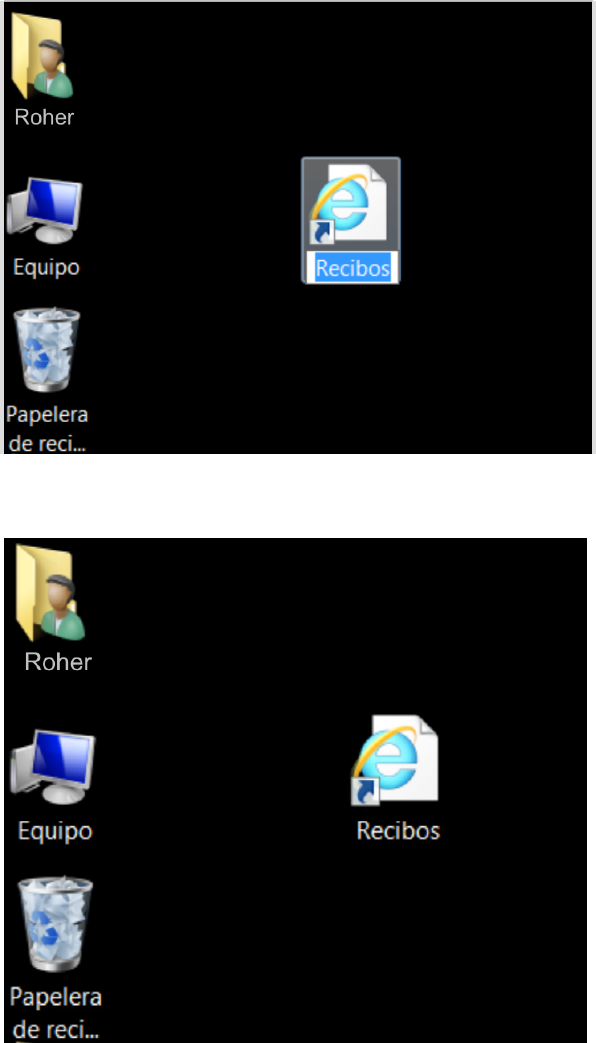 Roher
Equipo
Recibos
Papelera
de reci...
Roher
Equipo
Recibos
Papelera
de reci...